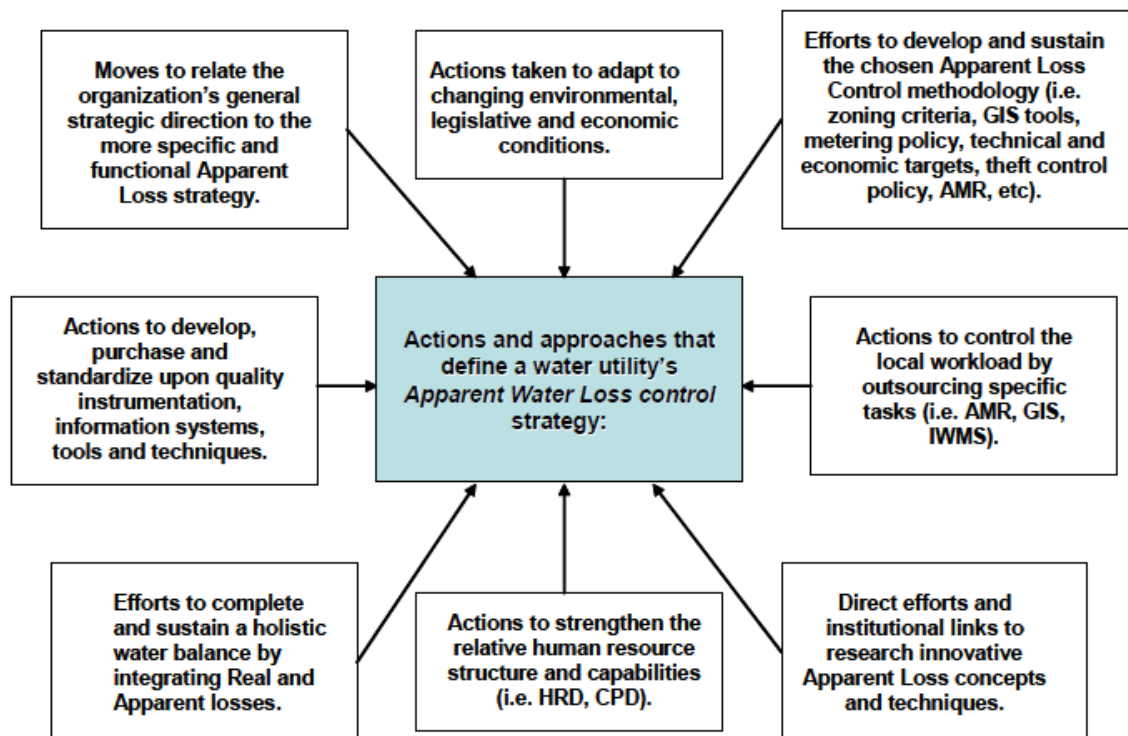 Moves to relate the
organization's general
strategic direction to the
more specific and
functional Apparent
Loss strategy.
Actions taken to adapt to
changing environmental,
legislative and economic
conditions.
Efforts to develop and sustain
the chosen Apparent Loss
Control methodology (i.e.
zoning criteria, GIS tools,
metering policy, technical and
economic targets, theft control
policy, AMR, etc).
Actions to develop,
purchase and
standardize upon quality
instrumentation,
information systems,
tools and techniques.
Actions and approaches that
define a water utility's
Apparent Water Loss control
strategy:
Actions to control the
local workload by
outsourcing specific
tasks (i.e. AMR, GIS,
IWMS).
Efforts to complete
and sustain a holistic
water balance by
integrating Real and
Apparent losses.
Actions to strengthen the
relative human resource
structure and capabilities
(i.e. HRD, CPD).
Direct efforts and
institutional links to
research innovative
Apparent Loss concepts
and techniques.